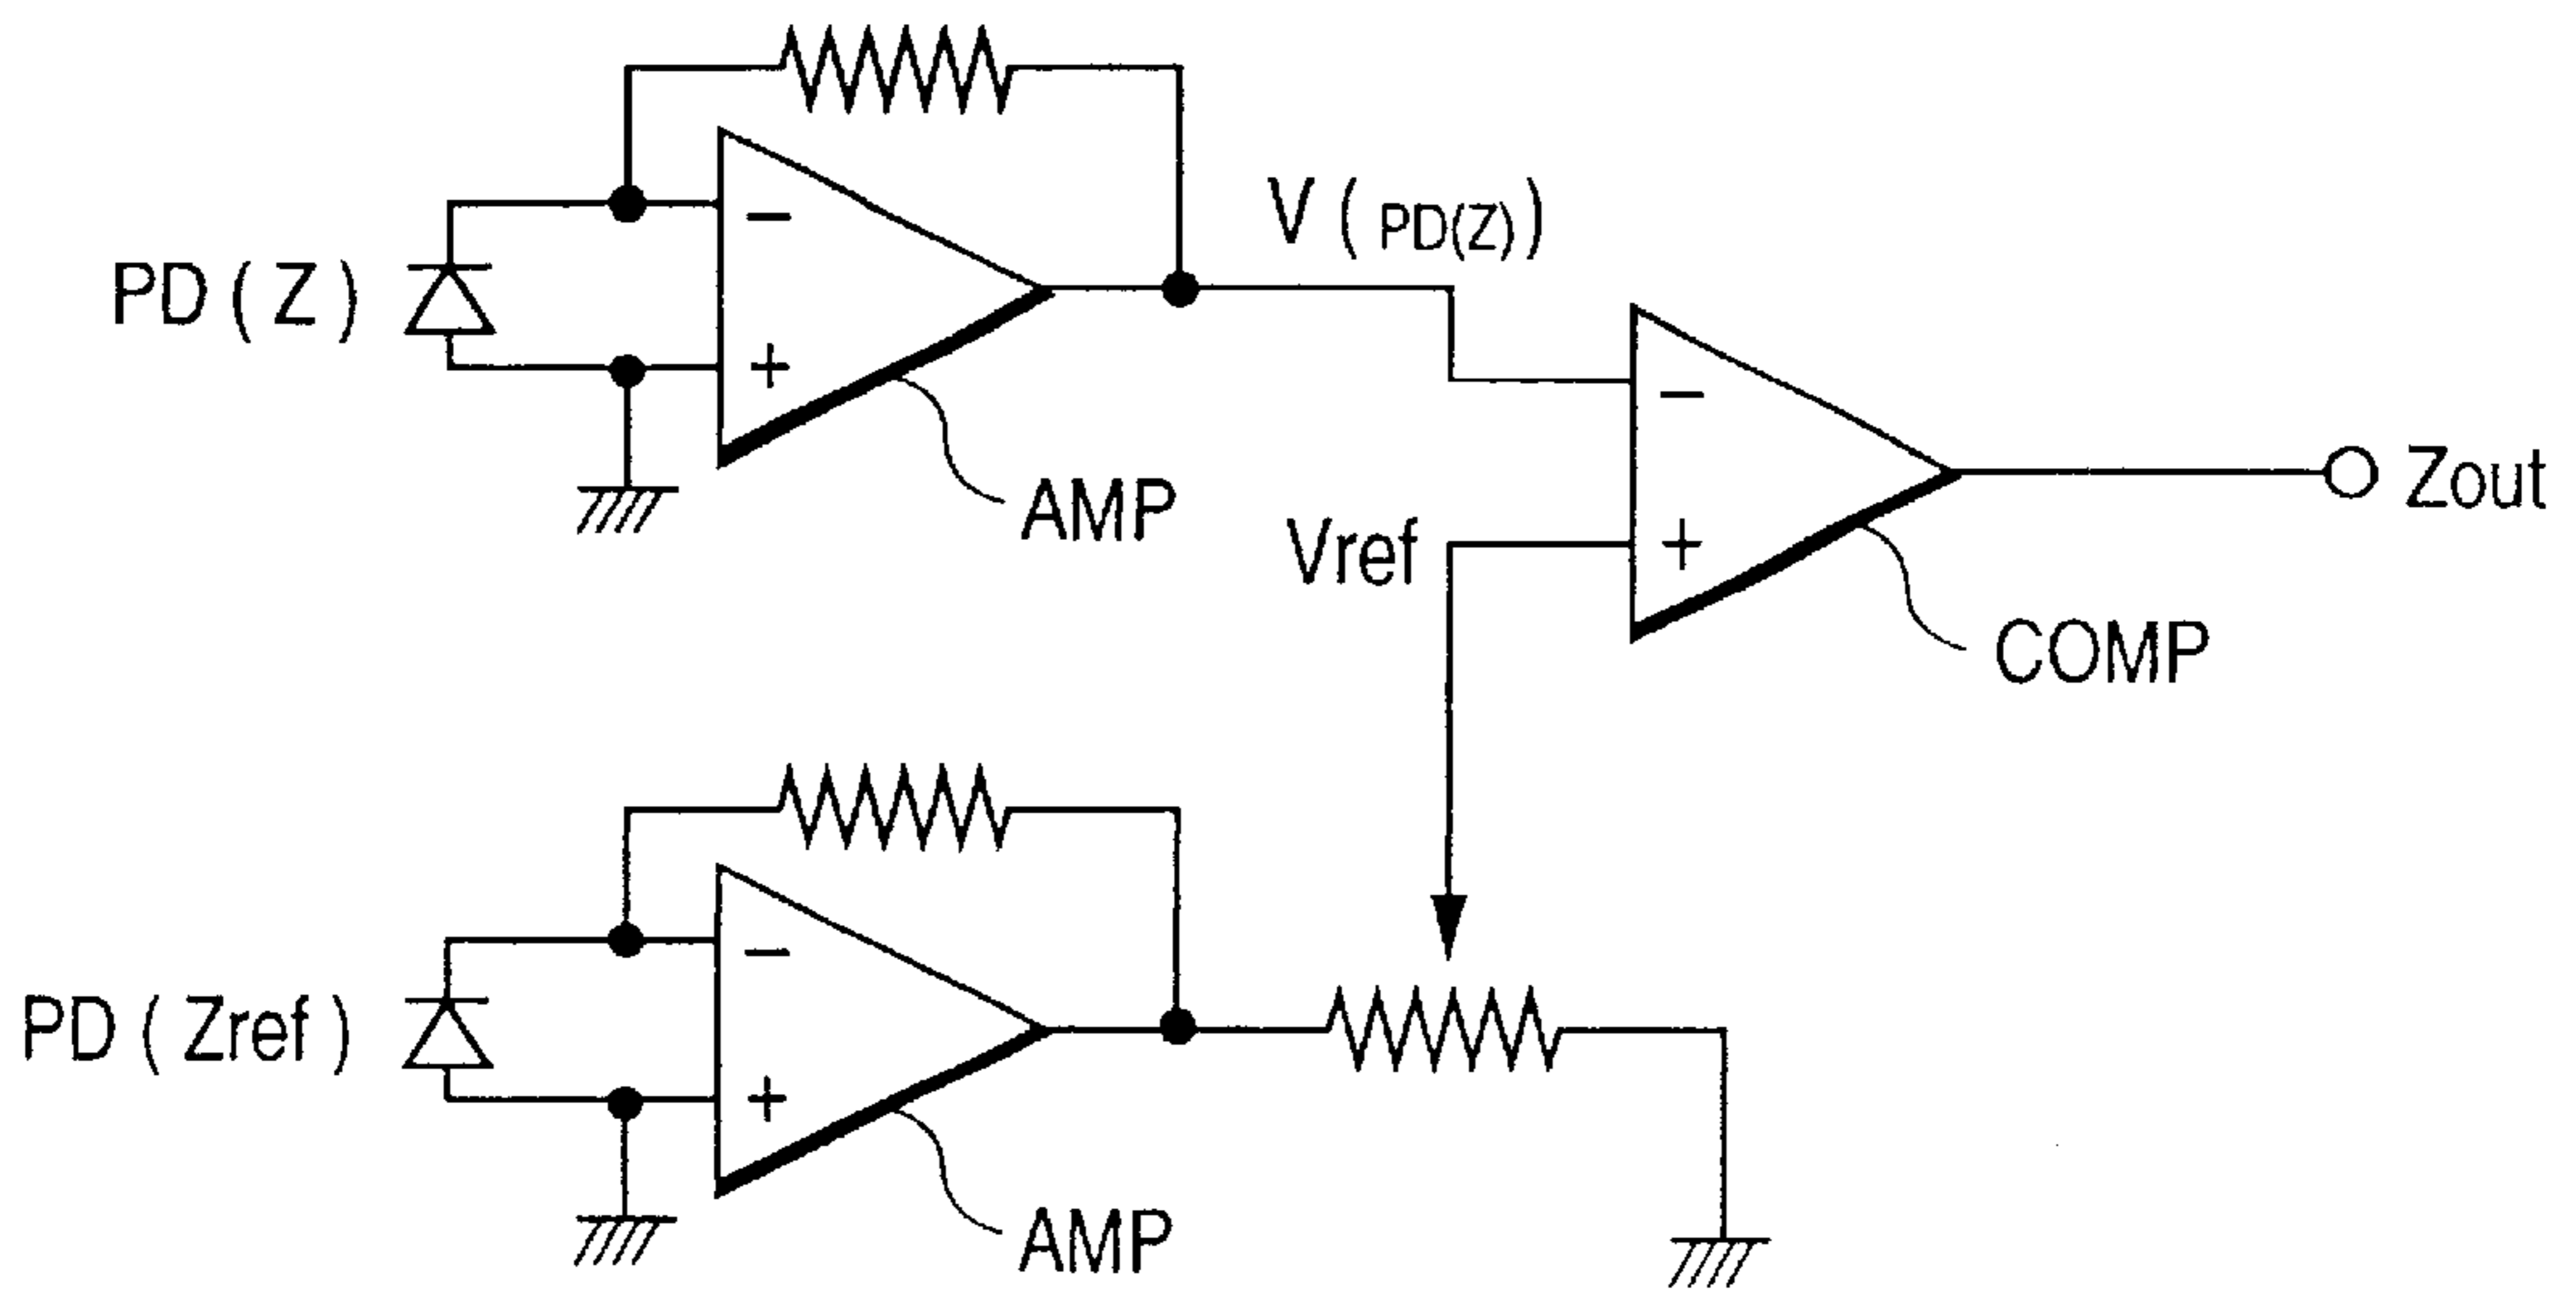 V ( PD(Z) )
PD ( Z )
−
+
AMP
−
Vref
+
Zout
COMP
PD ( Zref )
−
+
AMP